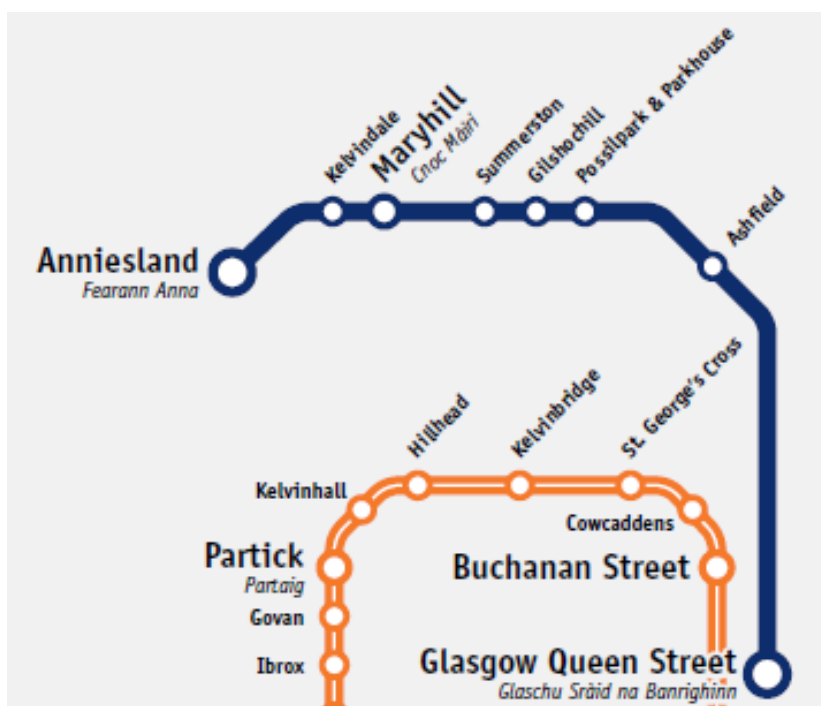 Kelvindale
Maryhill
Cnoc Màiri
Summerston
Gilshochill
Possilpark & Parkhouse
Ashfield
Anniesland
Fearann Anna
Hillhead
Kelvinbridge
St. George's Cross
Kelvinhall
Cowcaddens
Partick
Partaig
Buchanan Street
Govan
Ibrox
Glasgow Queen Street
Glaschu Sràid na Banrighinn